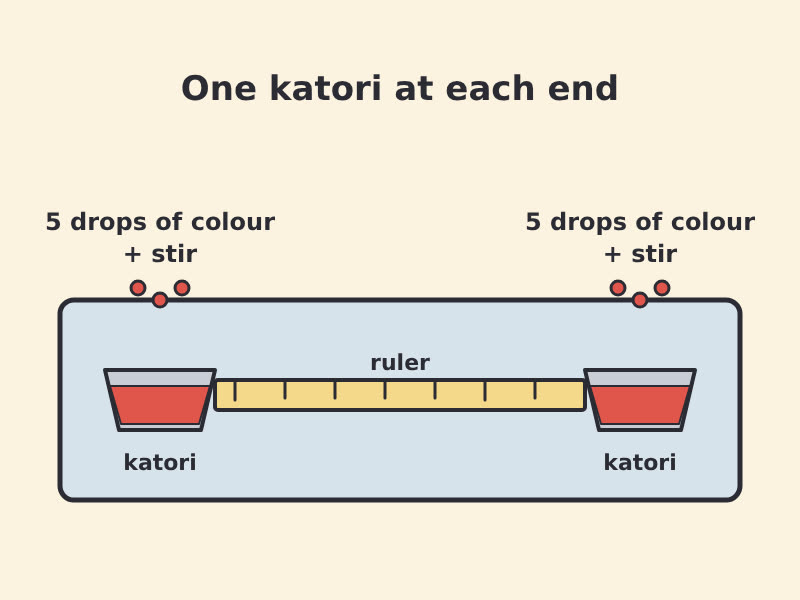 One katori at each end
5 drops of colour
+ stir
5 drops of colour
+ stir
ruler
katori
katori